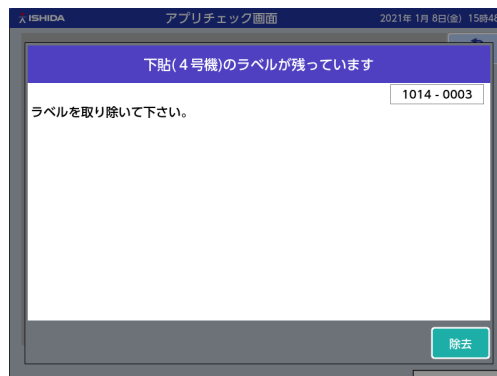 ISHIDA アプリチェック画面 2021年 1月 8日(金) 15時48
下貼(4号機)のラベルが残っています
1014 - 0003
ラベルを取り除いて下さい。
除去